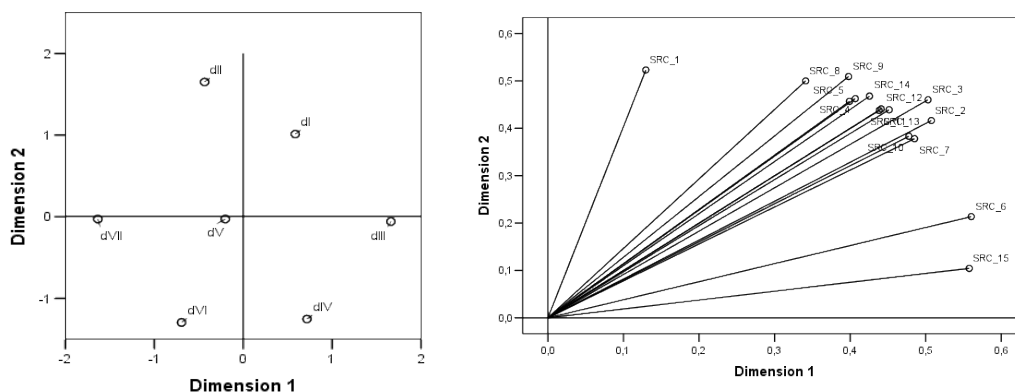 2
1
0
-1
-2
-1
0
1
2
Dimension 2
Dimension 1
dII
dI
dVII
dV
dIII
dVI
dIV
0,6
0,5
0,4
0,3
0,2
0,1
0,0
0,0
0,1
0,2
0,3
0,4
0,5
0,6
Dimension 2
Dimension 1
SRC_1
SRC_8
SRC_9
SRC_5
SRC_14
SRC_3
SRC_4
SRC_12
SRC_2
SRC_10
SRC_7
SRC_6
SRC_15